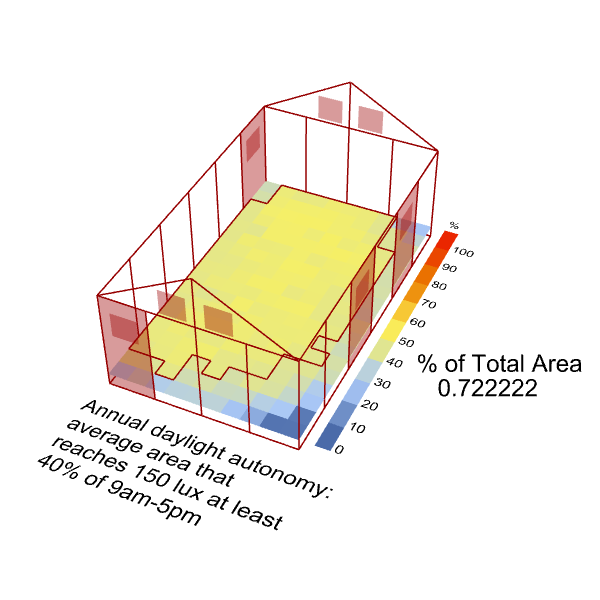 %
100
90
80
70
60
50
40
30
20
10
0
% of Total Area
0.722222
Annual daylight autonomy:
average area that
reaches 150 lux at least
40% of 9am-5pm